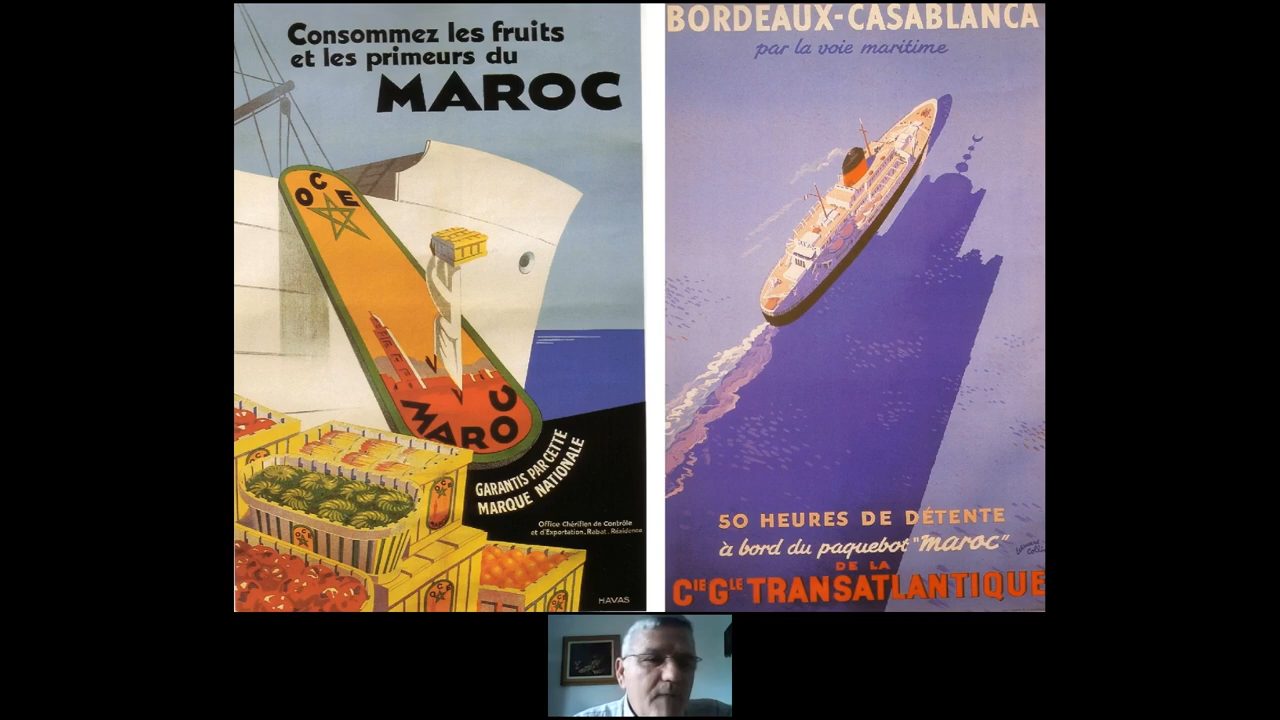 Consommez les fruits
et les primeurs du
MAROC
OCE
MAROC
GARANTIS PAR CETTE
MARQUE NATIONALE
Office Chérifien de Contrôle
et d'Exportation. Rabat. Résidence
HAVAS
BORDEAUX-CASABLANCA
par la voie maritime
50 HEURES DE DÉTENTE
à bord du paquebot "maroc"
DE LA
CIE GLE TRANSATLANTIQUE